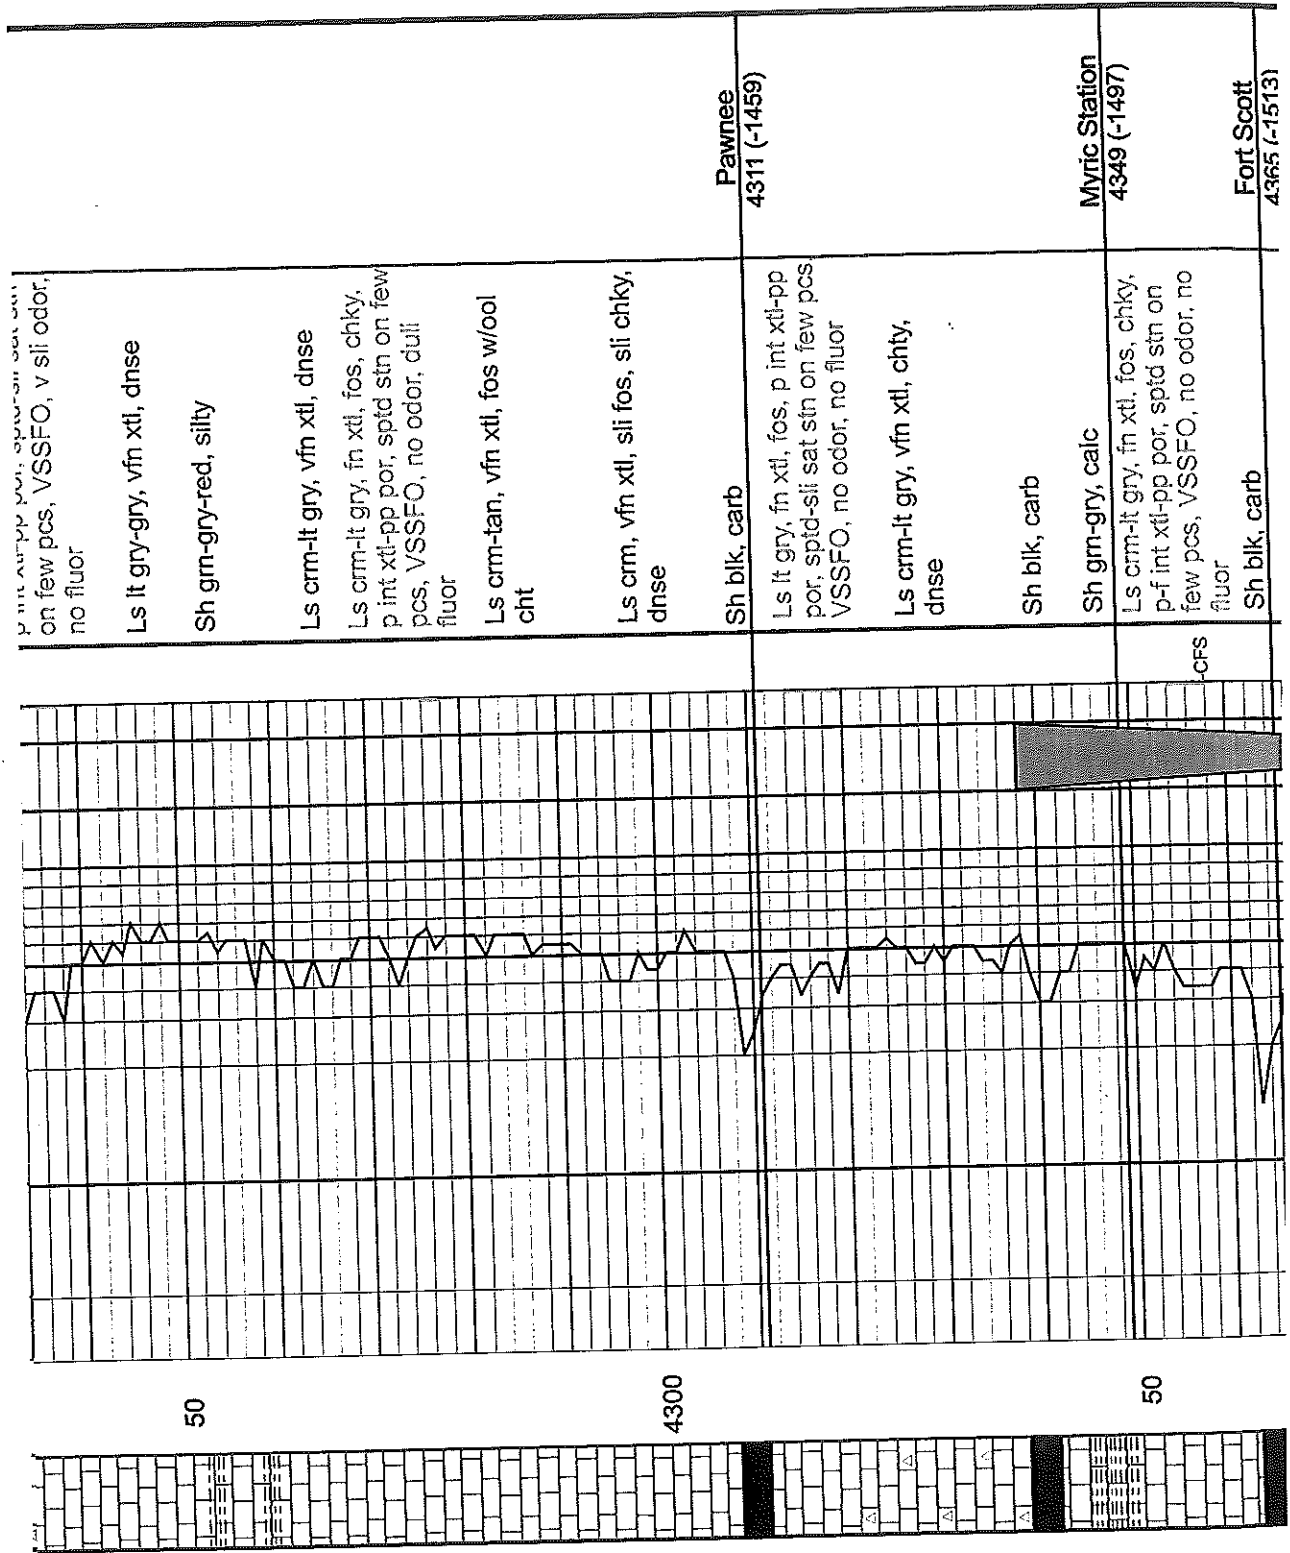 on few pcs, VSSFO, v sli odor,
no fluor
Ls lt gry-gry, vfn xtl, dnse
Sh grn-gry-red, silty
Ls crm-lt gry, vfn xtl, dnse
Ls crm-lt gry, fn xtl, fos, chky,
p int xtl-pp por, sptd stn on few
pcs, VSSFO, no odor, dull
fluor
Ls crm-tan, vfn xtl, fos w/ool
cht
Ls crm, vfn xtl, sli fos, sli chky,
dnse
Sh blk, carb
Pawnee
4311 (-1459)
Ls lt gry, fn xtl, fos, p int xtl-pp
por, sptd-sli sat stn on few pcs,
VSSFO, no odor, no fluor
Ls crm-lt gry, vfn xtl, chty,
dnse
Sh blk, carb
Sh grn-gry, calc
Myric Station
4349 (-1497)
Ls crm-lt gry, fn xtl, fos, chky,
p-f int xtl-pp por, sptd stn on
few pcs, VSSFO, no odor, no
fluor
Sh blk, carb
Fort Scott
4365 (-1513)
-CFS
50
4300
50